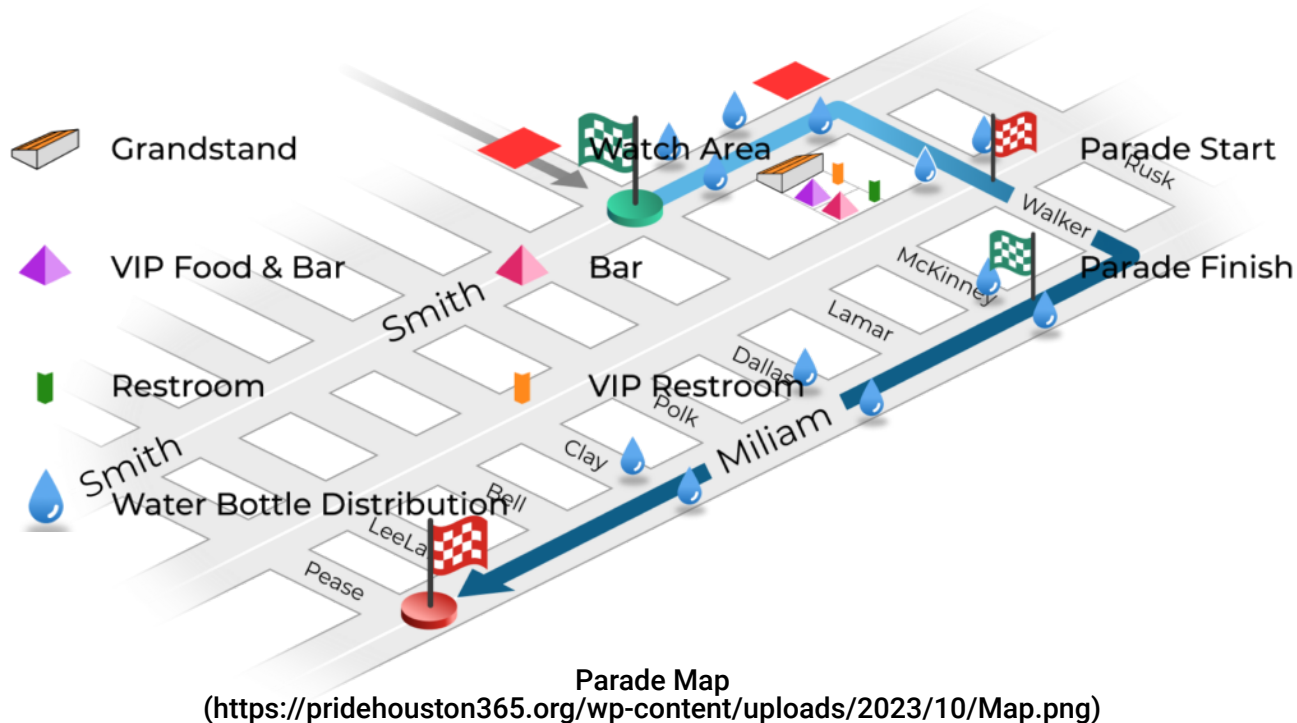 Grandstand
Watch Area
Parade Start
Rusk
Walker
VIP Food & Bar
Bar
McKinney
Parade Finish
Smith
Lamar
Dallas
Restroom
VIP Restroom
Polk
Miliam
Clay
Smith
Bell
Water Bottle Distribution
LeeLa
Pease
Parade Map
(https://pridehouston365.org/wp-content/uploads/2023/10/Map.png)